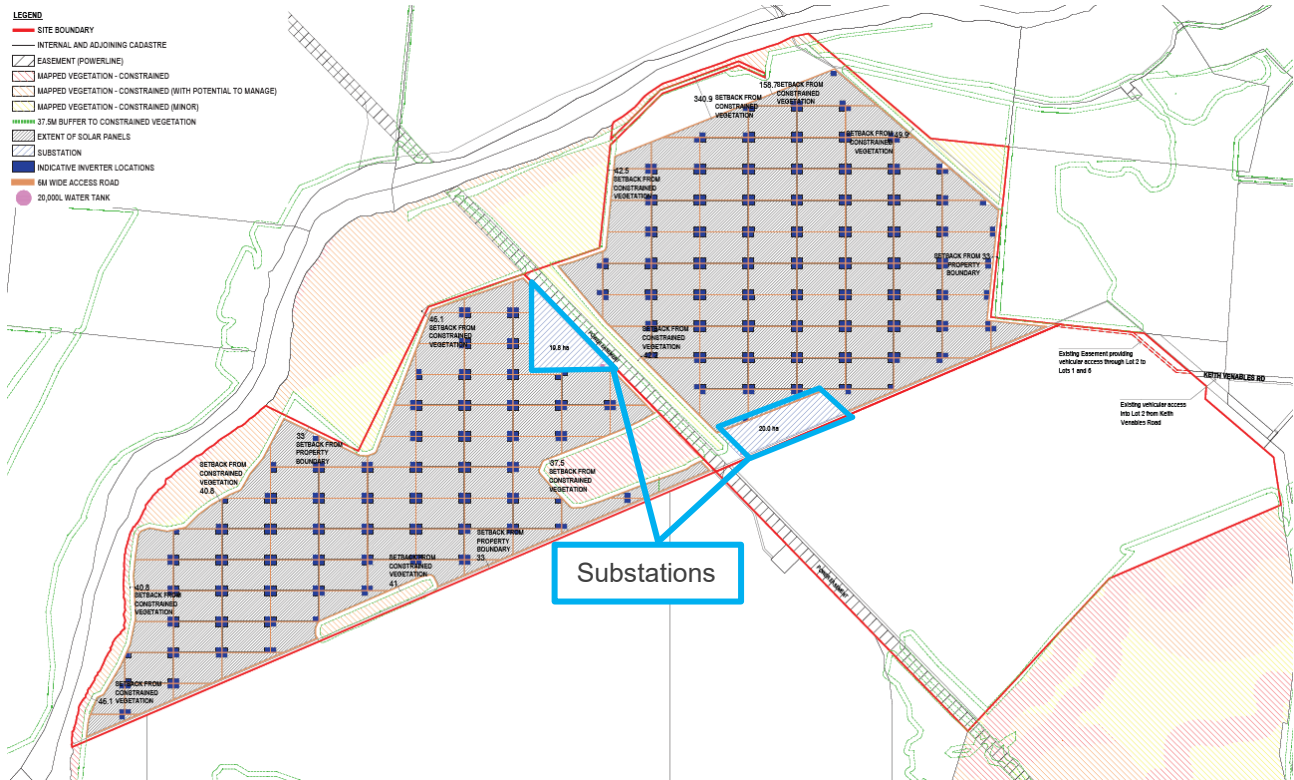 LEGEND
SITE BOUNDARY
INTERNAL AND ADJOINING CADASTRE
EASEMENT (POWERLINE)
MAPPED VEGETATION - CONSTRAINED
MAPPED VEGETATION - CONSTRAINED (WITH POTENTIAL TO MANAGE)
MAPPED VEGETATION - CONSTRAINED (MINOR)
37.5M BUFFER TO CONSTRAINED VEGETATION
EXTENT OF SOLAR PANELS
SUBSTATION
INDICATIVE INVERTER LOCATIONS
6M WIDE ACCESS ROAD
20,000L WATER TANK
158.7
SETBACK FROM
CONSTRAINED
VEGETATION
340.9
SETBACK FROM
CONSTRAINED
VEGETATION
49.9
SETBACK FROM
CONSTRAINED
VEGETATION
42.5
SETBACK FROM
CONSTRAINED
VEGETATION
SETBACK FROM 33
PROPERTY
BOUNDARY
46.1
SETBACK FROM
CONSTRAINED
VEGETATION
19.8 ha
SETBACK FROM
CONSTRAINED
VEGETATION
Existing Easement providing
vehicular access through Lot 2 to
Lots 1 and 6
KEITH VENABLES RD
Existing vehicular access
into Lot 2 from Keith
Venables Road
20.0 ha
33
SETBACK FROM
PROPERTY
BOUNDARY
SETBACK FROM
CONSTRAINED
VEGETATION
40.8
37.5
SETBACK FROM
CONSTRAINED
VEGETATION
SETBACK FROM
PROPERTY
BOUNDARY
33
SETBACK FROM
CONSTRAINED
VEGETATION
41
Substations
40.8
SETBACK FROM
CONSTRAINED
VEGETATION
SETBACK FROM
CONSTRAINED
46.1 VEGETATION